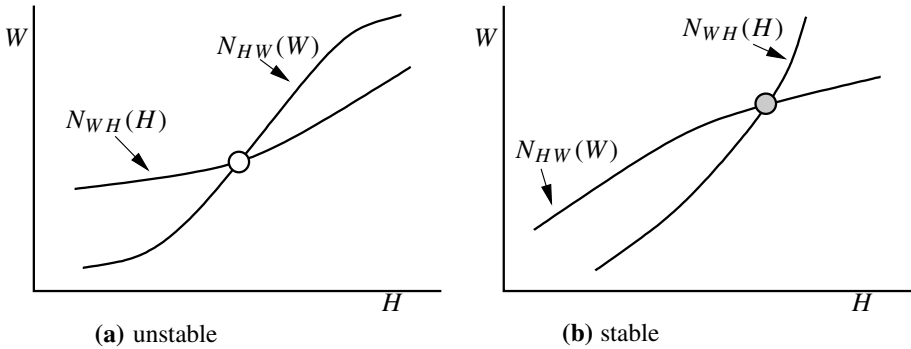 W
N_{HW}(W)
N_{WH}(H)
H
(a) unstable
W
N_{WH}(H)
N_{HW}(W)
H
(b) stable